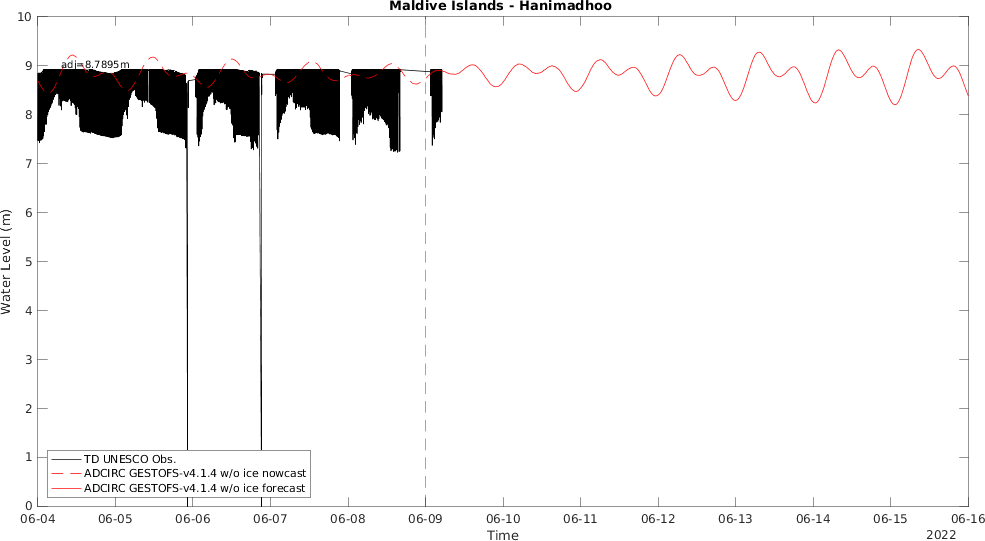 Maldive Islands - Hanimadhoo
10
9
8
7
6
5
4
3
2
1
0
Water Level (m)
adj=8.7895m
TD UNESCO Obs.
ADCIRC GESTOFS-v4.1.4 w/o ice nowcast
ADCIRC GESTOFS-v4.1.4 w/o ice forecast
06-04 06-05 06-06 06-07 06-08 06-09 06-10 06-11 06-12 06-13 06-14 06-15 06-16
Time
2022